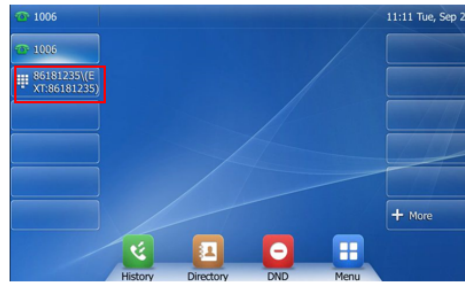 1006
11:11 Tue, Sep 2
1006
86181235\(E
XT:86181235)
More
History
Directory
DND
Menu